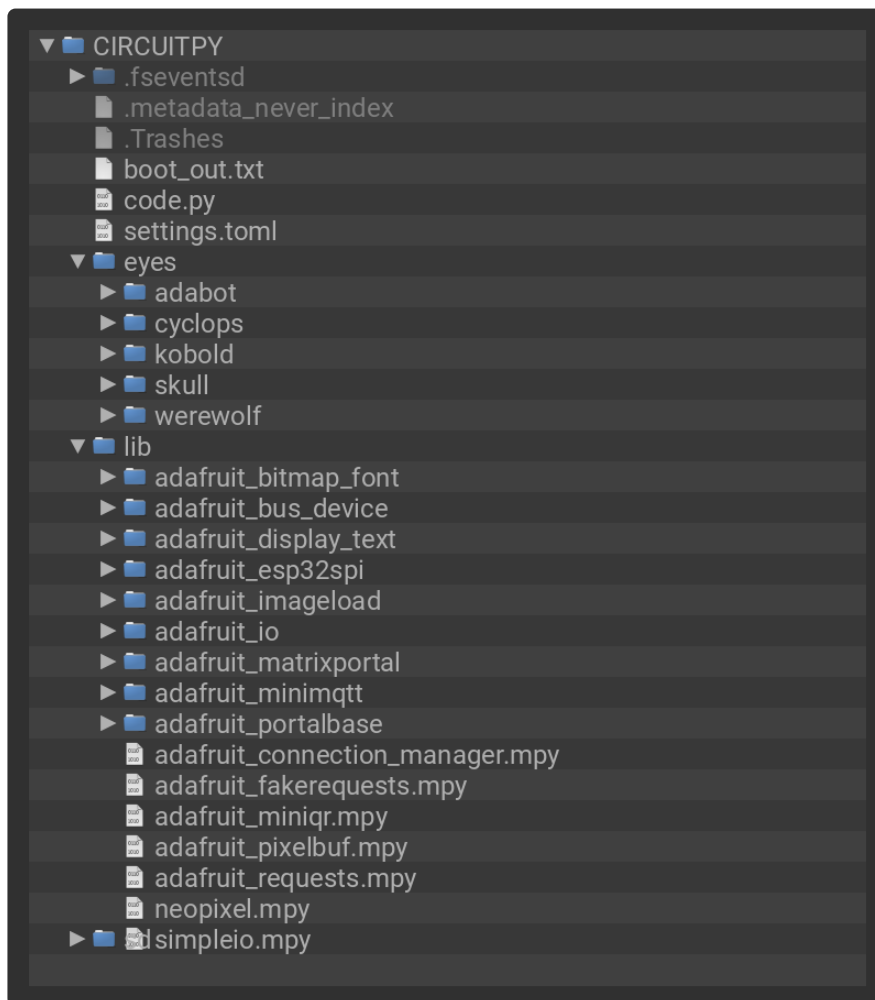 CIRCUITPY
.fseventsd
.metadata_never_index
.Trashes
boot_out.txt
code.py
settings.toml
eyes
adabot
cyclops
kobold
skull
werewolf
lib
adafruit_bitmap_font
adafruit_bus_device
adafruit_display_text
adafruit_esp32spi
adafruit_imageload
adafruit_io
adafruit_matrixportal
adafruit_minimqtt
adafruit_portalbase
adafruit_connection_manager.mpy
adafruit_fakerequests.mpy
adafruit_miniqr.mpy
adafruit_pixelbuf.mpy
adafruit_requests.mpy
neopixel.mpy
sd simpleio.mpy